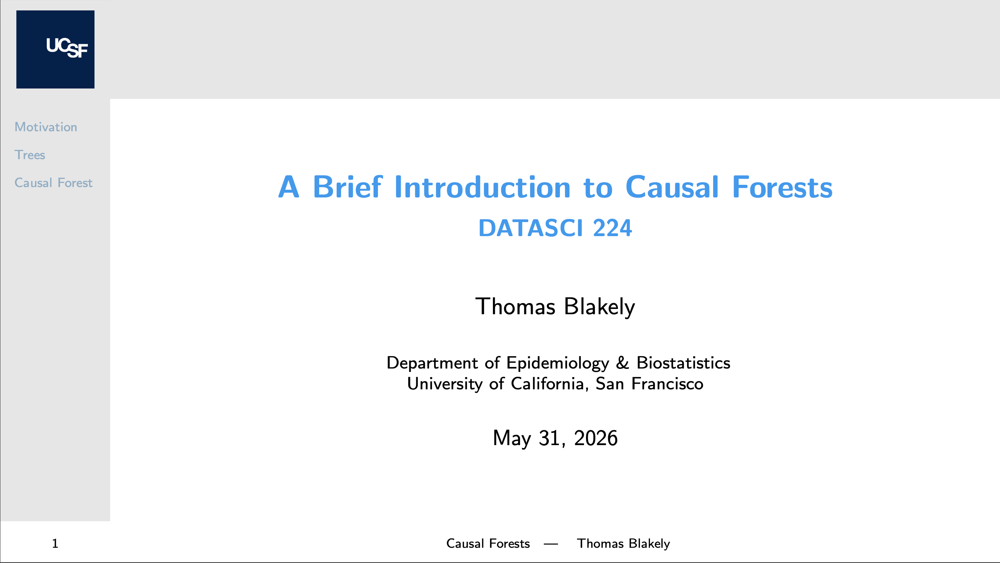 UCSF
Motivation
Trees
Causal Forest
A Brief Introduction to Causal Forests
DATASCI 224
Thomas Blakely
Department of Epidemiology & Biostatistics
University of California, San Francisco
May 31, 2026
1
Causal Forests — Thomas Blakely